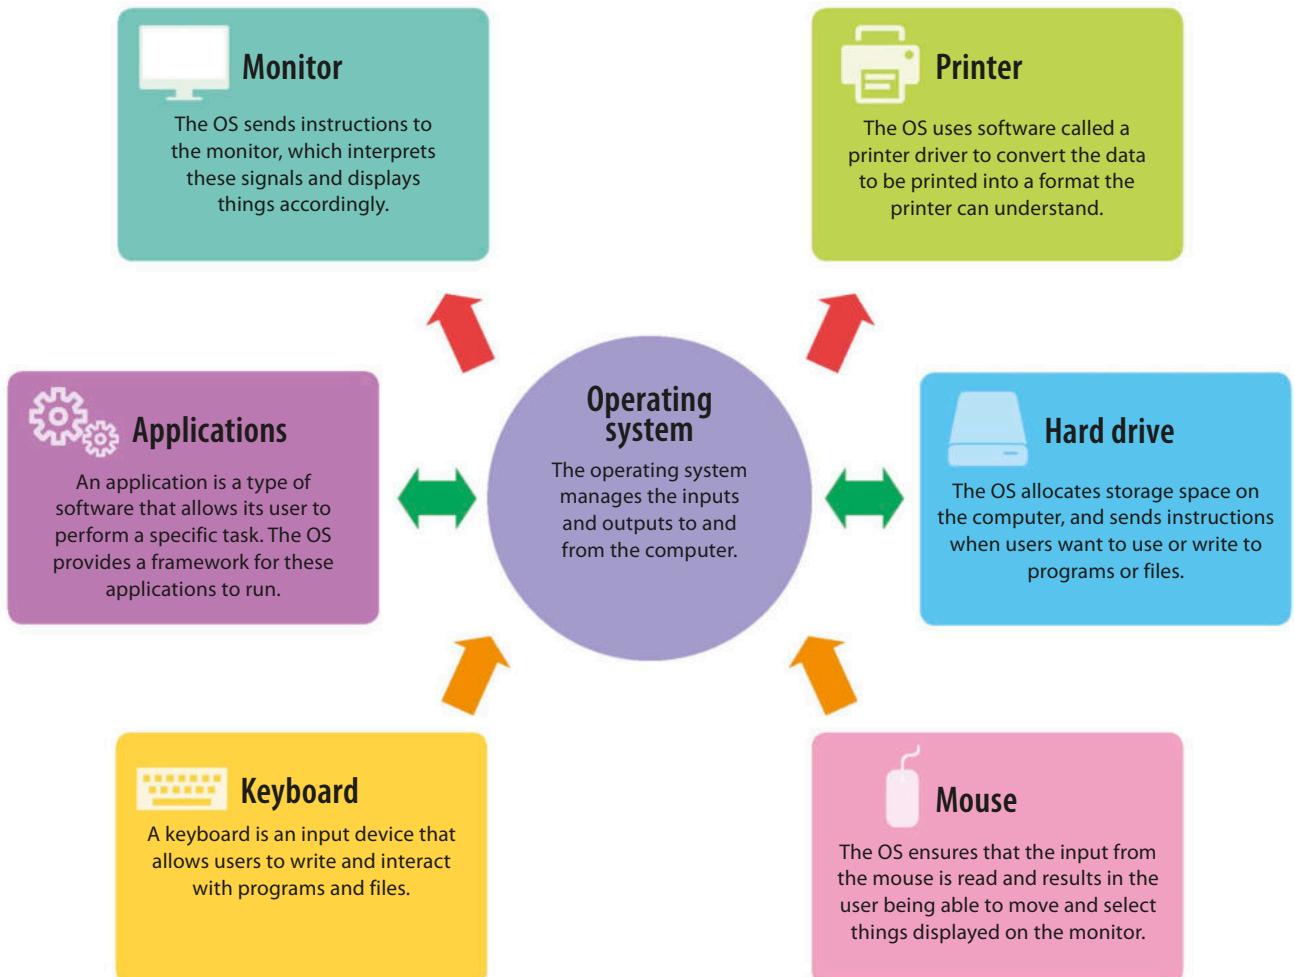 Monitor
The OS sends instructions to
the monitor, which interprets
these signals and displays
things accordingly.
Printer
The OS uses software called a
printer driver to convert the data
to be printed into a format the
printer can understand.
Applications
An application is a type of
software that allows its user to
perform a specific task. The OS
provides a framework for these
applications to run.
Operating
system
The operating system
manages the inputs
and outputs to and
from the computer.
Hard drive
The OS allocates storage space on
the computer, and sends instructions
when users want to use or write to
programs or files.
Keyboard
A keyboard is an input device that
allows users to write and interact
with programs and files.
Mouse
The OS ensures that the input from
the mouse is read and results in the
user being able to move and select
things displayed on the monitor.